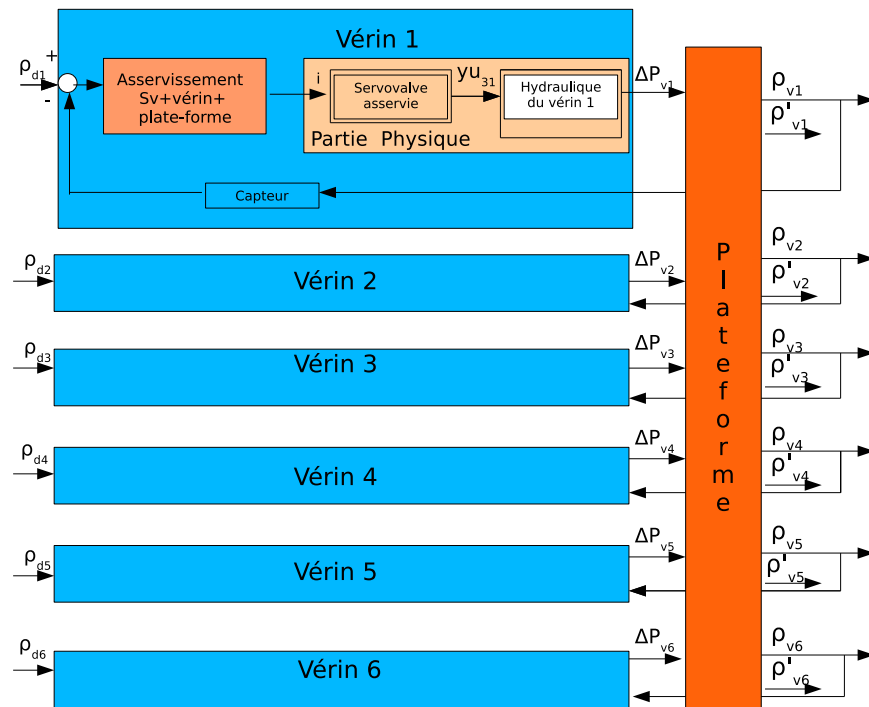 Vérin 1
ρd1
+
-
Asservissement
Sv+vérin+
plate-forme
i
Servovalve
asservie
yu31
Hydraulique
du vérin 1
Partie Physique
Capteur
ΔPv1
ρv1
ρ'v1
ρd2
Vérin 2
ΔPv2
ρv2
ρ'v2
ρd3
Vérin 3
ΔPv3
ρv3
ρ'v3
ρd4
Vérin 4
ΔPv4
ρv4
ρ'v4
ρd5
Vérin 5
ΔPv5
ρv5
ρ'v5
ρd6
Vérin 6
ΔPv6
ρv6
ρ'v6
Plateforme